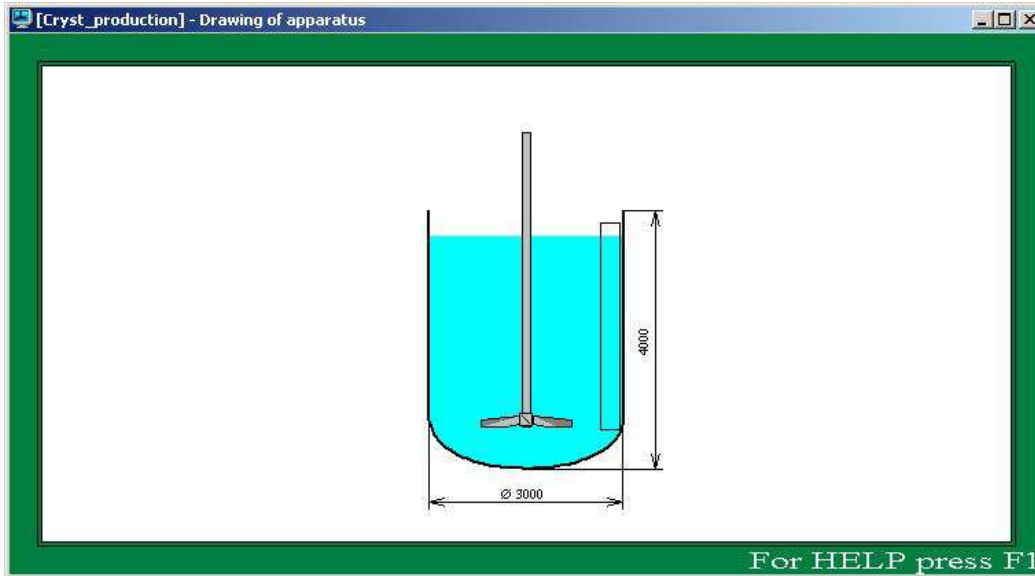 [Cryst_production] - Drawing of apparatus
4000
Ø 3000
For HELP press F1